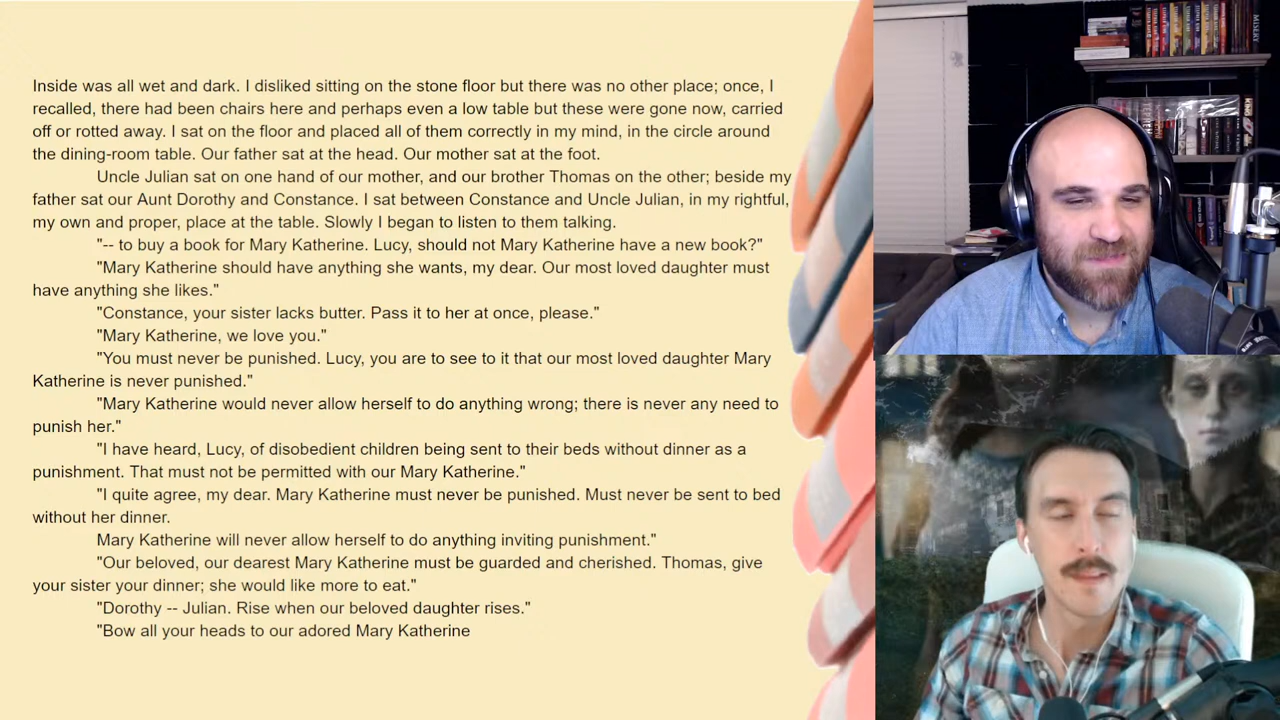 Inside was all wet and dark. I disliked sitting on the stone floor but there was no other place; once, I
recalled, there had been chairs here and perhaps even a low table but these were gone now, carried
off or rotted away. I sat on the floor and placed all of them correctly in my mind, in the circle around
the dining-room table. Our father sat at the head. Our mother sat at the foot.
Uncle Julian sat on one hand of our mother, and our brother Thomas on the other; beside my
father sat our Aunt Dorothy and Constance. I sat between Constance and Uncle Julian, in my rightful,
my own and proper, place at the table. Slowly I began to listen to them talking.
"-- to buy a book for Mary Katherine. Lucy, should not Mary Katherine have a new book?"
"Mary Katherine should have anything she wants, my dear. Our most loved daughter must
have anything she likes."
"Constance, your sister lacks butter. Pass it to her at once, please."
"Mary Katherine, we love you."
"You must never be punished. Lucy, you are to see to it that our most loved daughter Mary
Katherine is never punished."
"Mary Katherine would never allow herself to do anything wrong; there is never any need to
punish her."
"I have heard, Lucy, of disobedient children being sent to their beds without dinner as a
punishment. That must not be permitted with our Mary Katherine."
"I quite agree, my dear. Mary Katherine must never be punished. Must never be sent to bed
without her dinner.
Mary Katherine will never allow herself to do anything inviting punishment."
"Our beloved, our dearest Mary Katherine must be guarded and cherished. Thomas, give
your sister your dinner; she would like more to eat."
"Dorothy -- Julian. Rise when our beloved daughter rises."
"Bow all your heads to our adored Mary Katherine
MISERY
KING